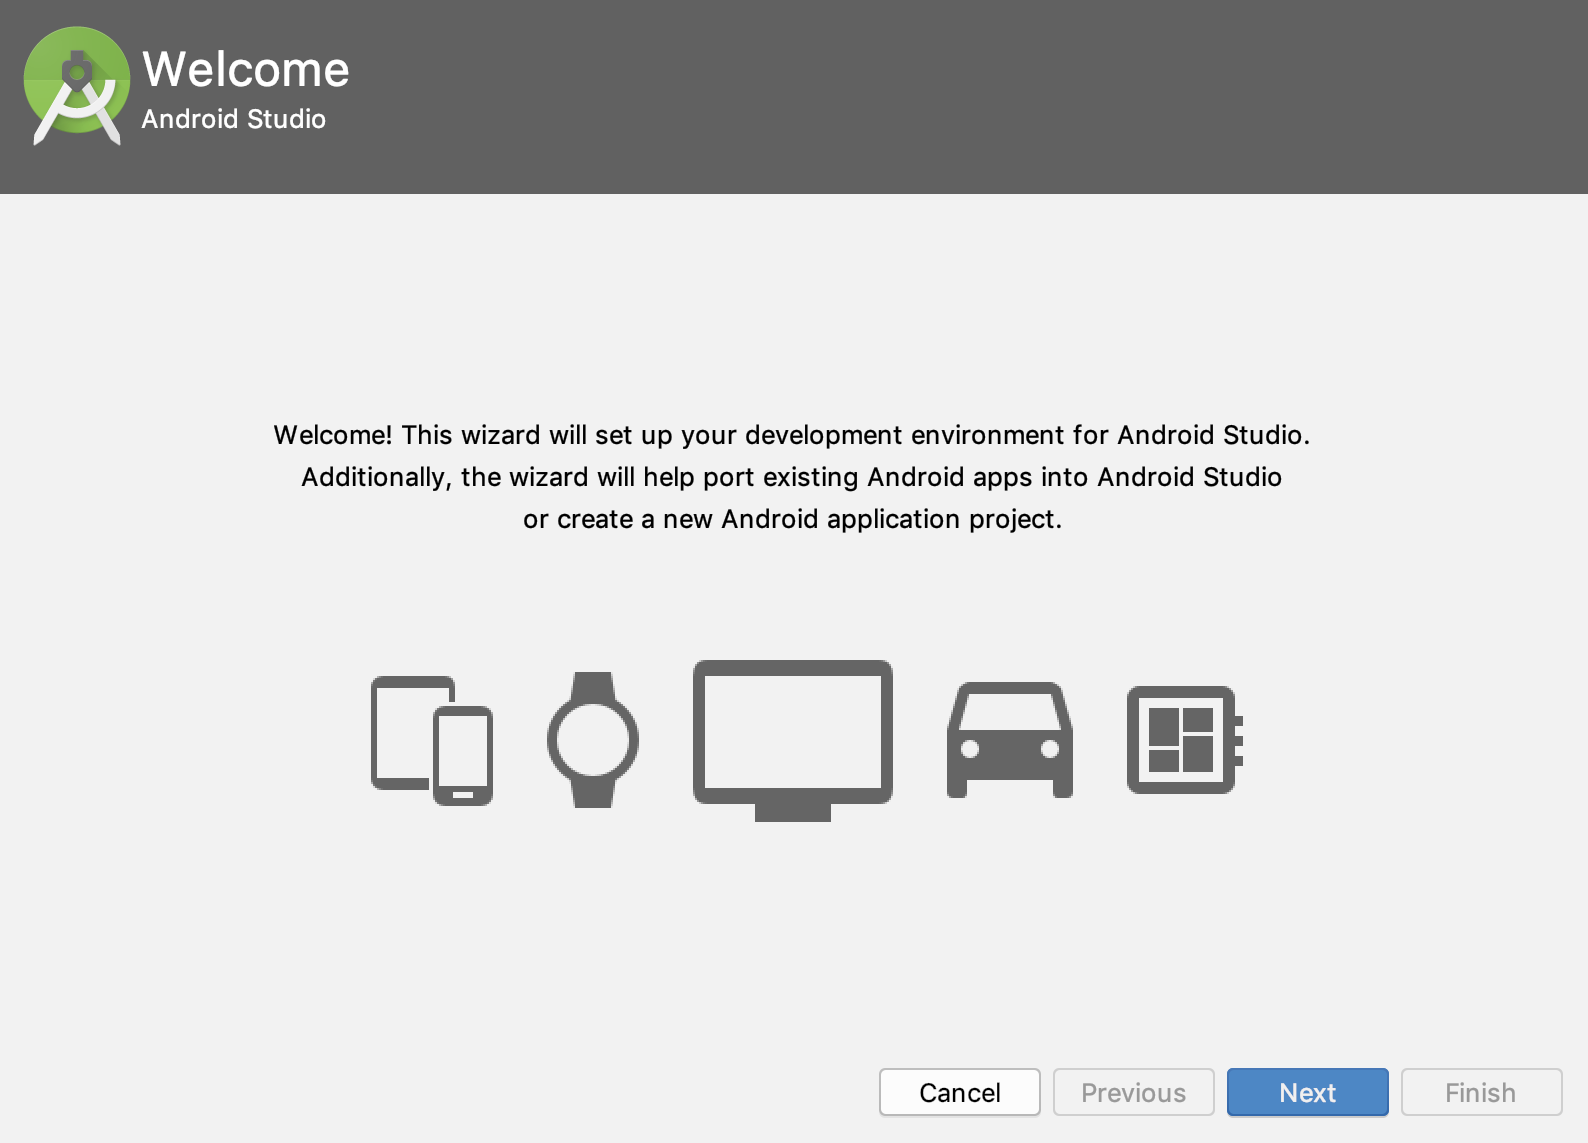 Welcome
Android Studio
Welcome! This wizard will set up your development environment for Android Studio.
Additionally, the wizard will help port existing Android apps into Android Studio
or create a new Android application project.
Cancel
Previous
Next
Finish